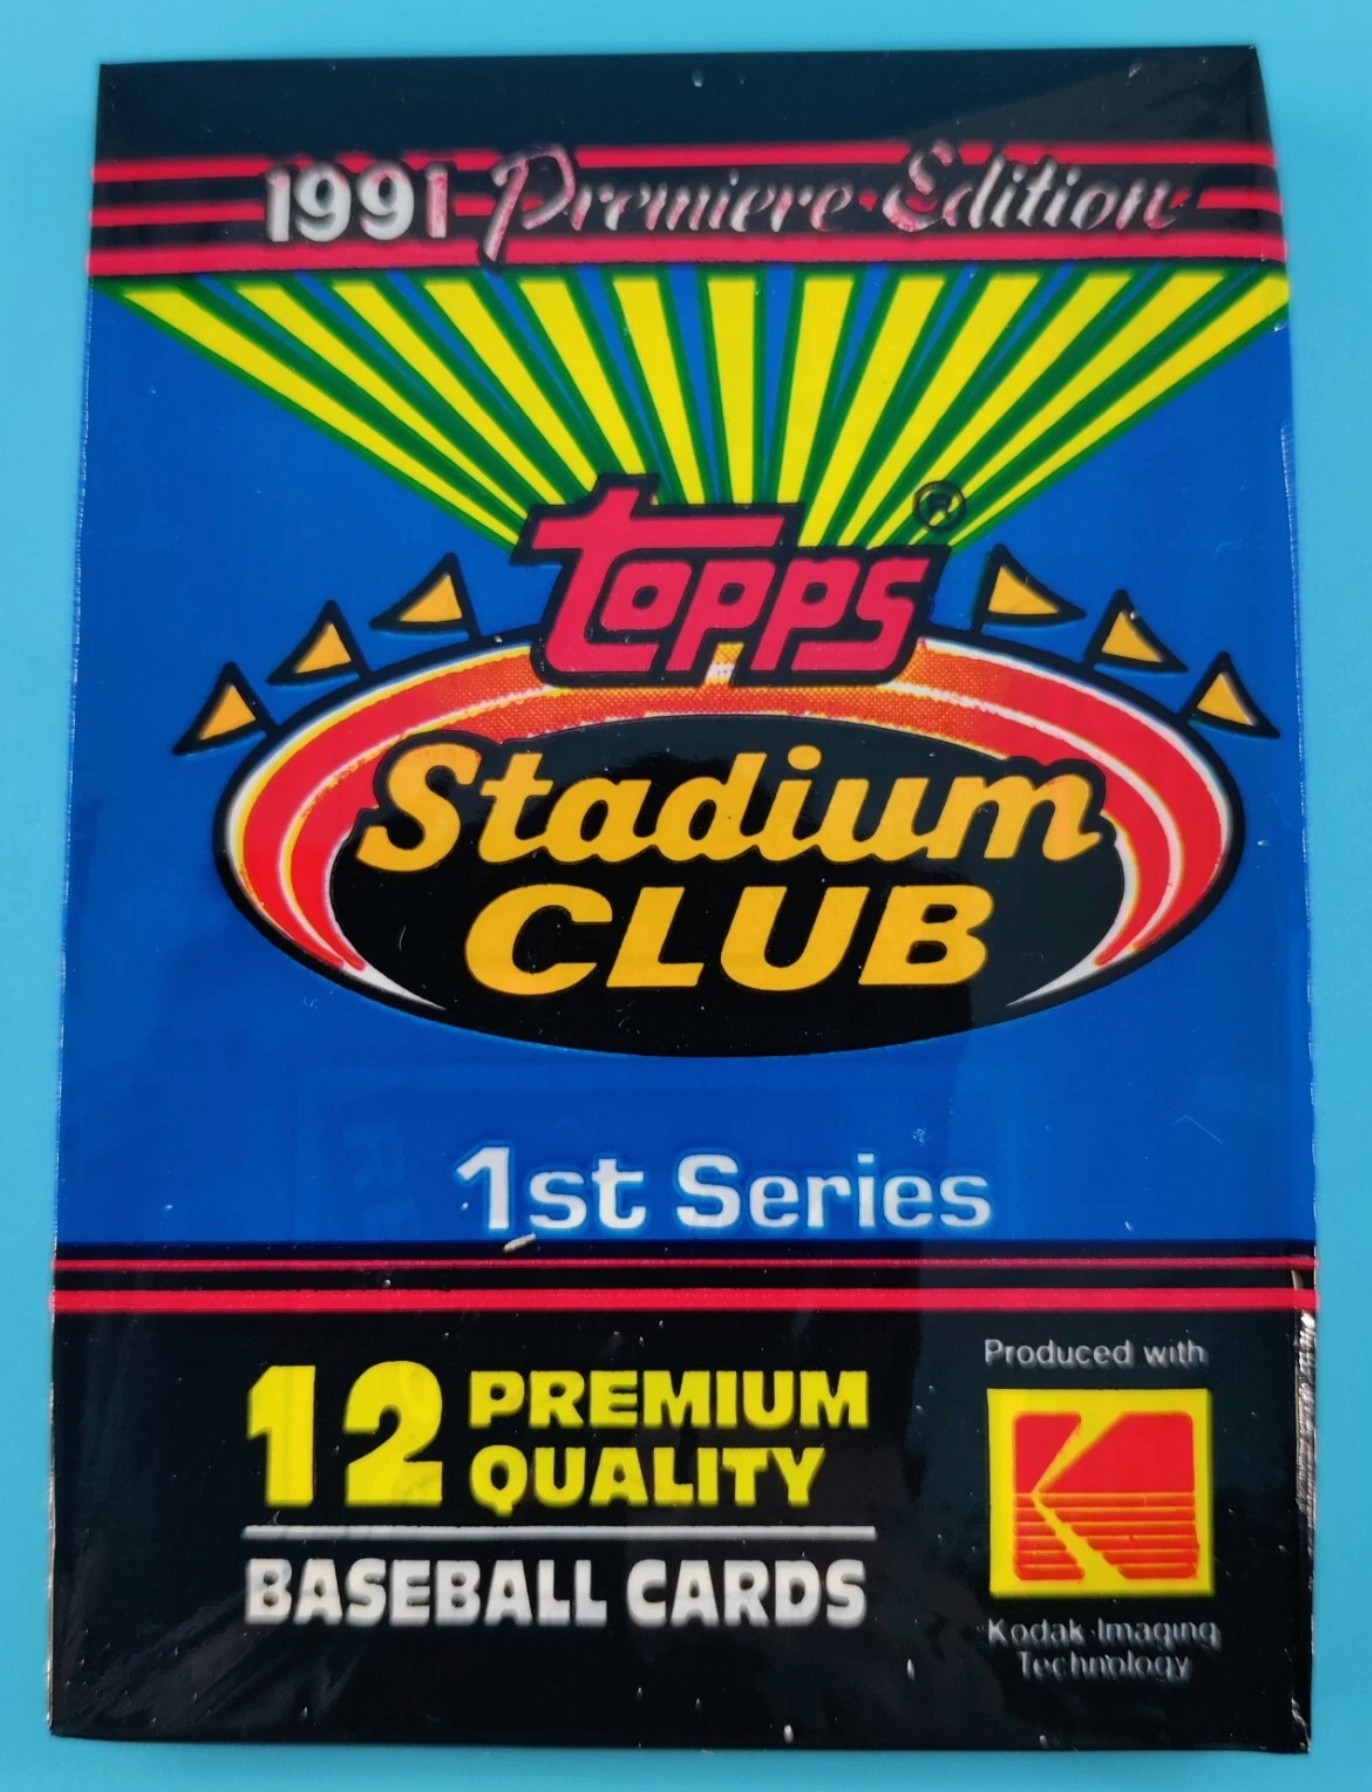 1991 Premiere Edition
Topps ®
Stadium
CLUB
1st Series
12 PREMIUM
QUALITY
BASEBALL CARDS
Produced with
K
Kodak Imaging
Technology